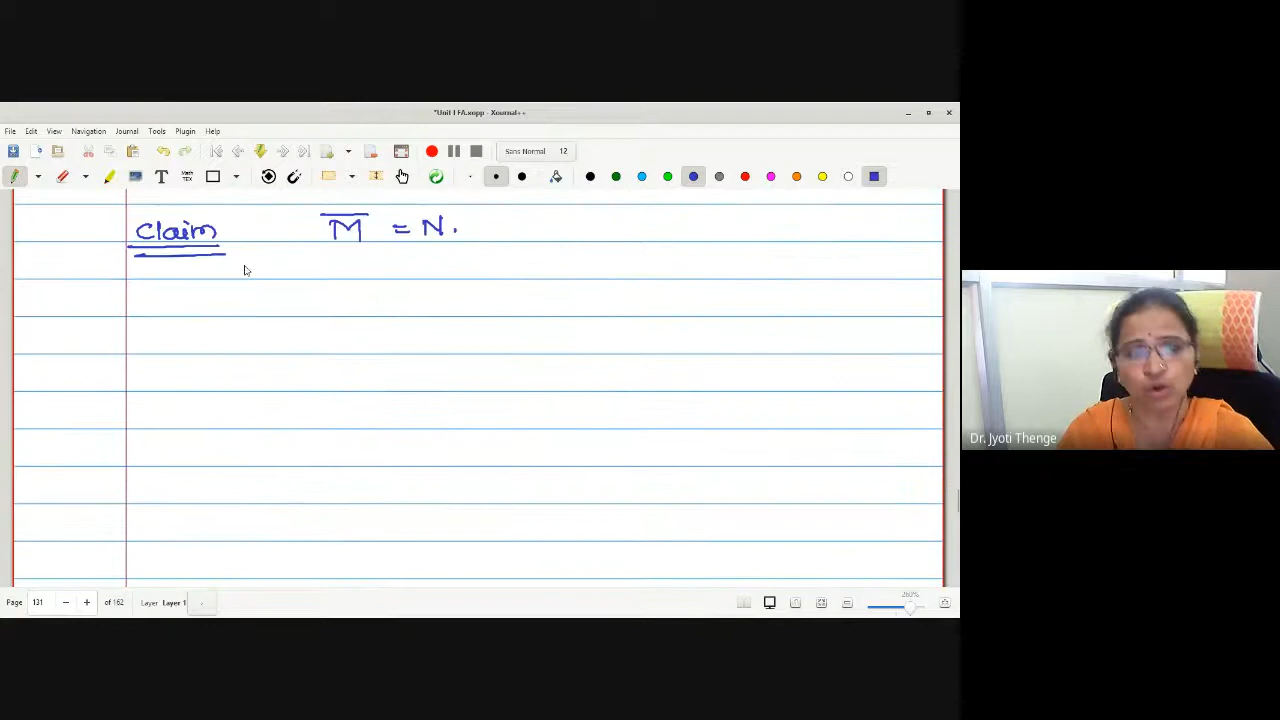 *Unit I FA.xopp - Xournal++
File Edit View Navigation Journal Tools Plugin Help
Sans Normal 12
Claim M̅ = N.
Dr. Jyoti Thenge
Page 131 of 162 Layer Layer 1
260%